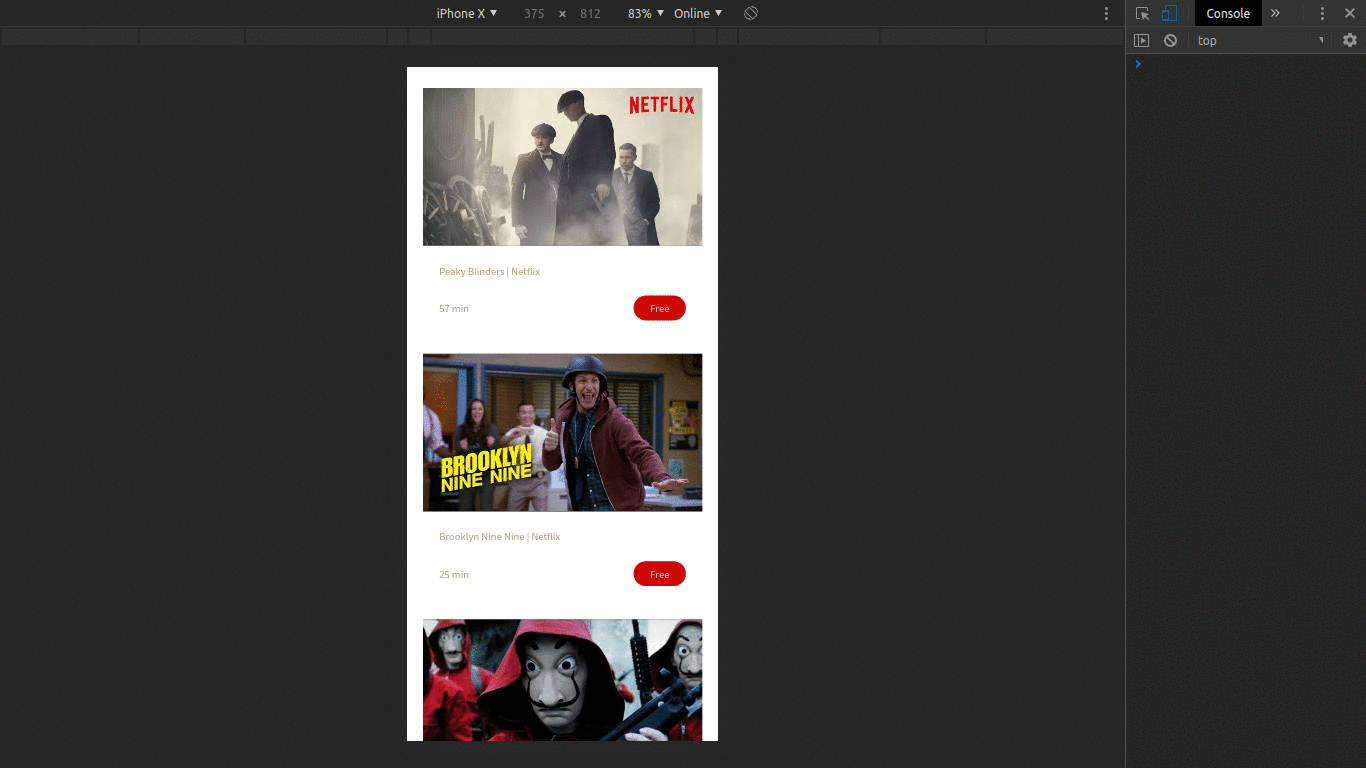 iPhone X 375 × 812 83% Online
Console
top
NETFLIX
Peaky Blinders | Netflix
57 min
Free
BROOKLYN
NINE NINE
Brooklyn Nine Nine | Netflix
25 min
Free